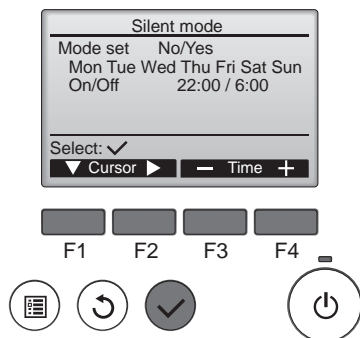 Silent mode
Mode set No/Yes
Mon Tue Wed Thu Fri Sat Sun
On/Off 22:00 / 6:00
Select: ✓
▼ Cursor ▶ − Time +
F1 F2 F3 F4